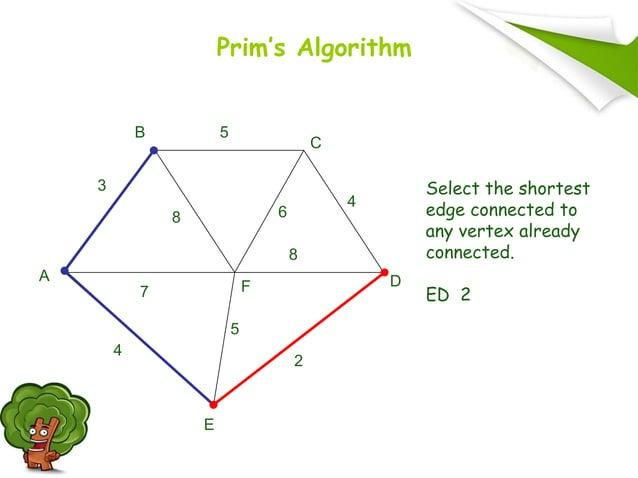 Prim's Algorithm
B
5
C
3
8
6
4
Select the shortest
edge connected to
any vertex already
connected.
ED 2
8
A
7
F
D
5
4
2
E